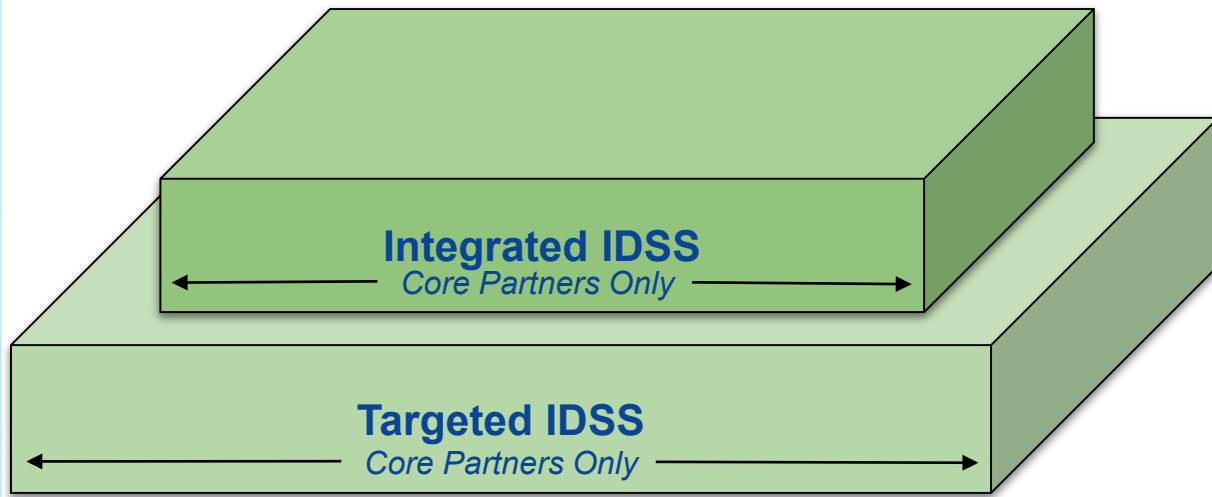 Integrated IDSS
Core Partners Only
Targeted IDSS
Core Partners Only